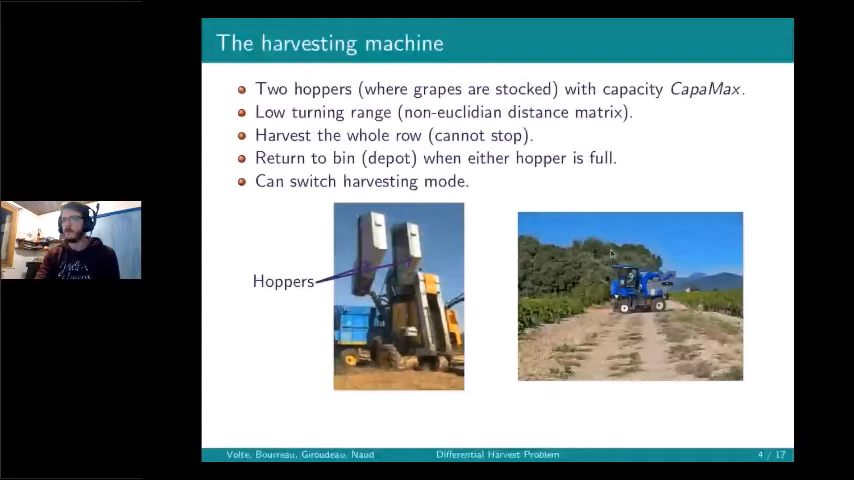 The harvesting machine
Two hoppers (where grapes are stocked) with capacity CapaMax.
Low turning range (non-euclidian distance matrix).
Harvest the whole row (cannot stop).
Return to bin (depot) when either hopper is full.
Can switch harvesting mode.
Hoppers
Volte, Bourreau, Giroudeau, Naud
Differential Harvest Problem
4 / 17